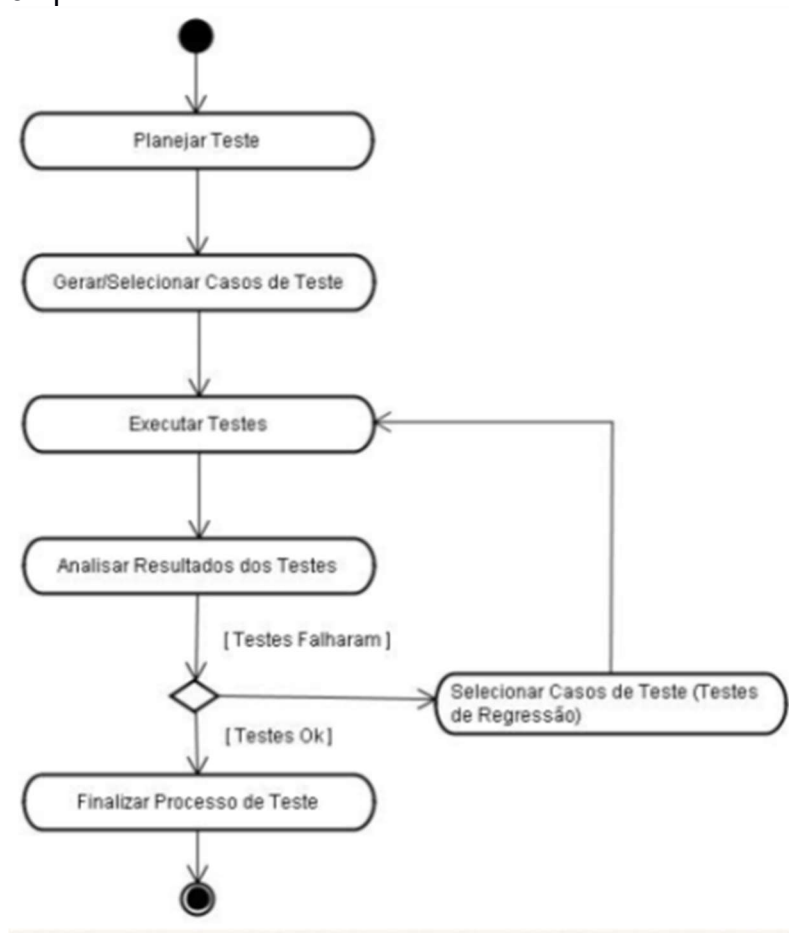 Planejar Teste
Gerar/Selecionar Casos de Teste
Executar Testes
Analisar Resultados dos Testes
[ Testes Falharam ]
Selecionar Casos de Teste (Testes
de Regressão)
[ Testes Ok]
Finalizar Processo de Teste